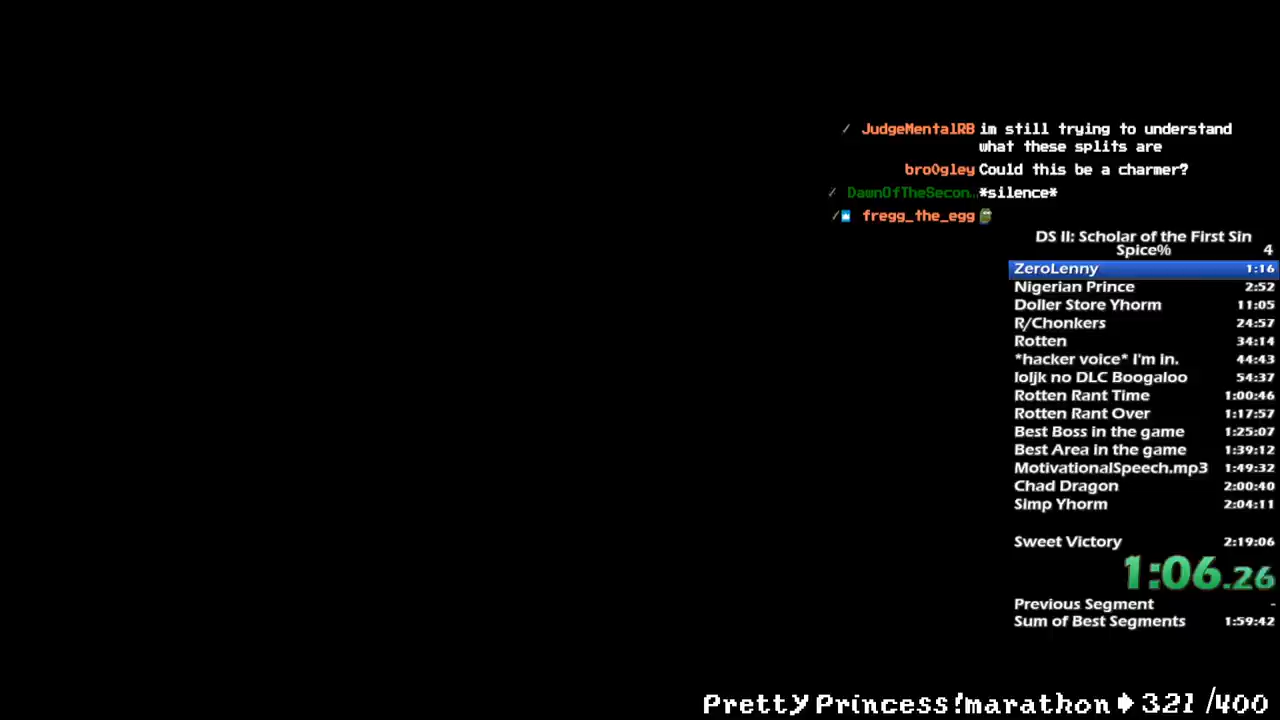 JudgeMentalRB im still trying to understand
what these splits are
bro0gley Could this be a charmer?
DawnOfTheSecon… *silence*
fregg_the_egg
DS II: Scholar of the First Sin
Spice% 4
ZeroLenny 1:16
Nigerian Prince 2:52
Doller Store Yhorm 11:05
R/Chonkers 24:57
Rotten 34:14
*hacker voice* I'm in. 44:43
loljk no DLC Boogaloo 54:37
Rotten Rant Time 1:00:46
Rotten Rant Over 1:17:57
Best Boss in the game 1:25:07
Best Area in the game 1:39:12
MotivationalSpeech.mp3 1:49:32
Chad Dragon 2:00:40
Simp Yhorm 2:04:11
Sweet Victory 2:19:06
1:06.26
Previous Segment -
Sum of Best Segments 1:59:42
Pretty Princess !marathon 321 /400